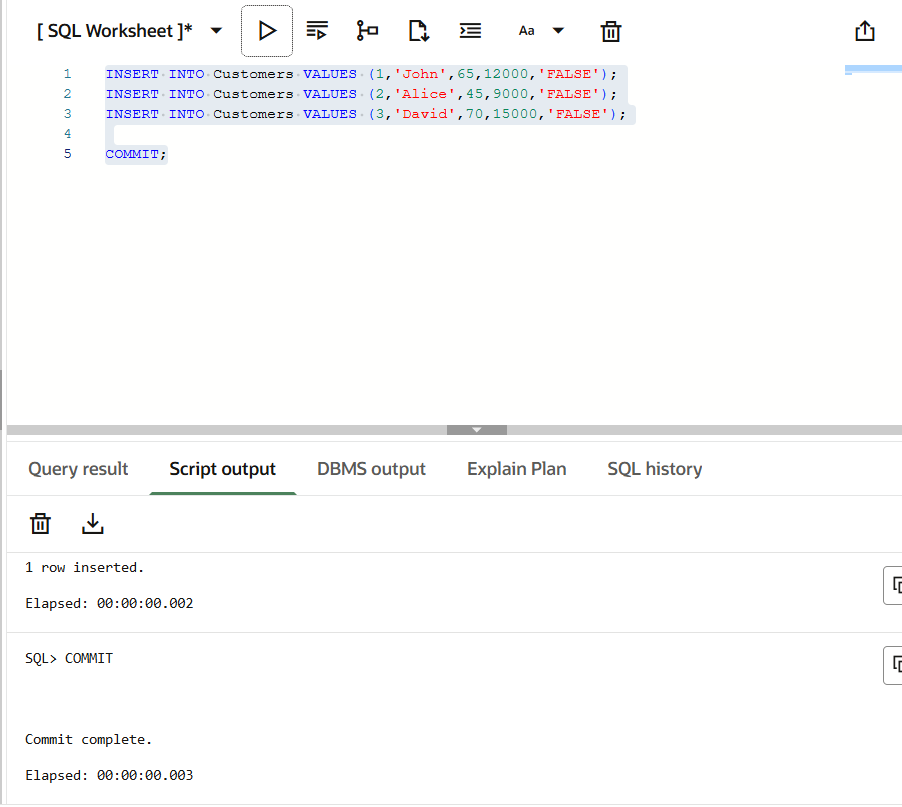 [ SQL Worksheet ]*
Aa
1 INSERT INTO Customers VALUES (1,'John',65,12000,'FALSE');
2 INSERT INTO Customers VALUES (2,'Alice',45,9000,'FALSE');
3 INSERT INTO Customers VALUES (3,'David',70,15000,'FALSE');
4
5 COMMIT;
Query result Script output DBMS output Explain Plan SQL history
1 row inserted.
Elapsed: 00:00:00.002
SQL> COMMIT
Commit complete.
Elapsed: 00:00:00.003